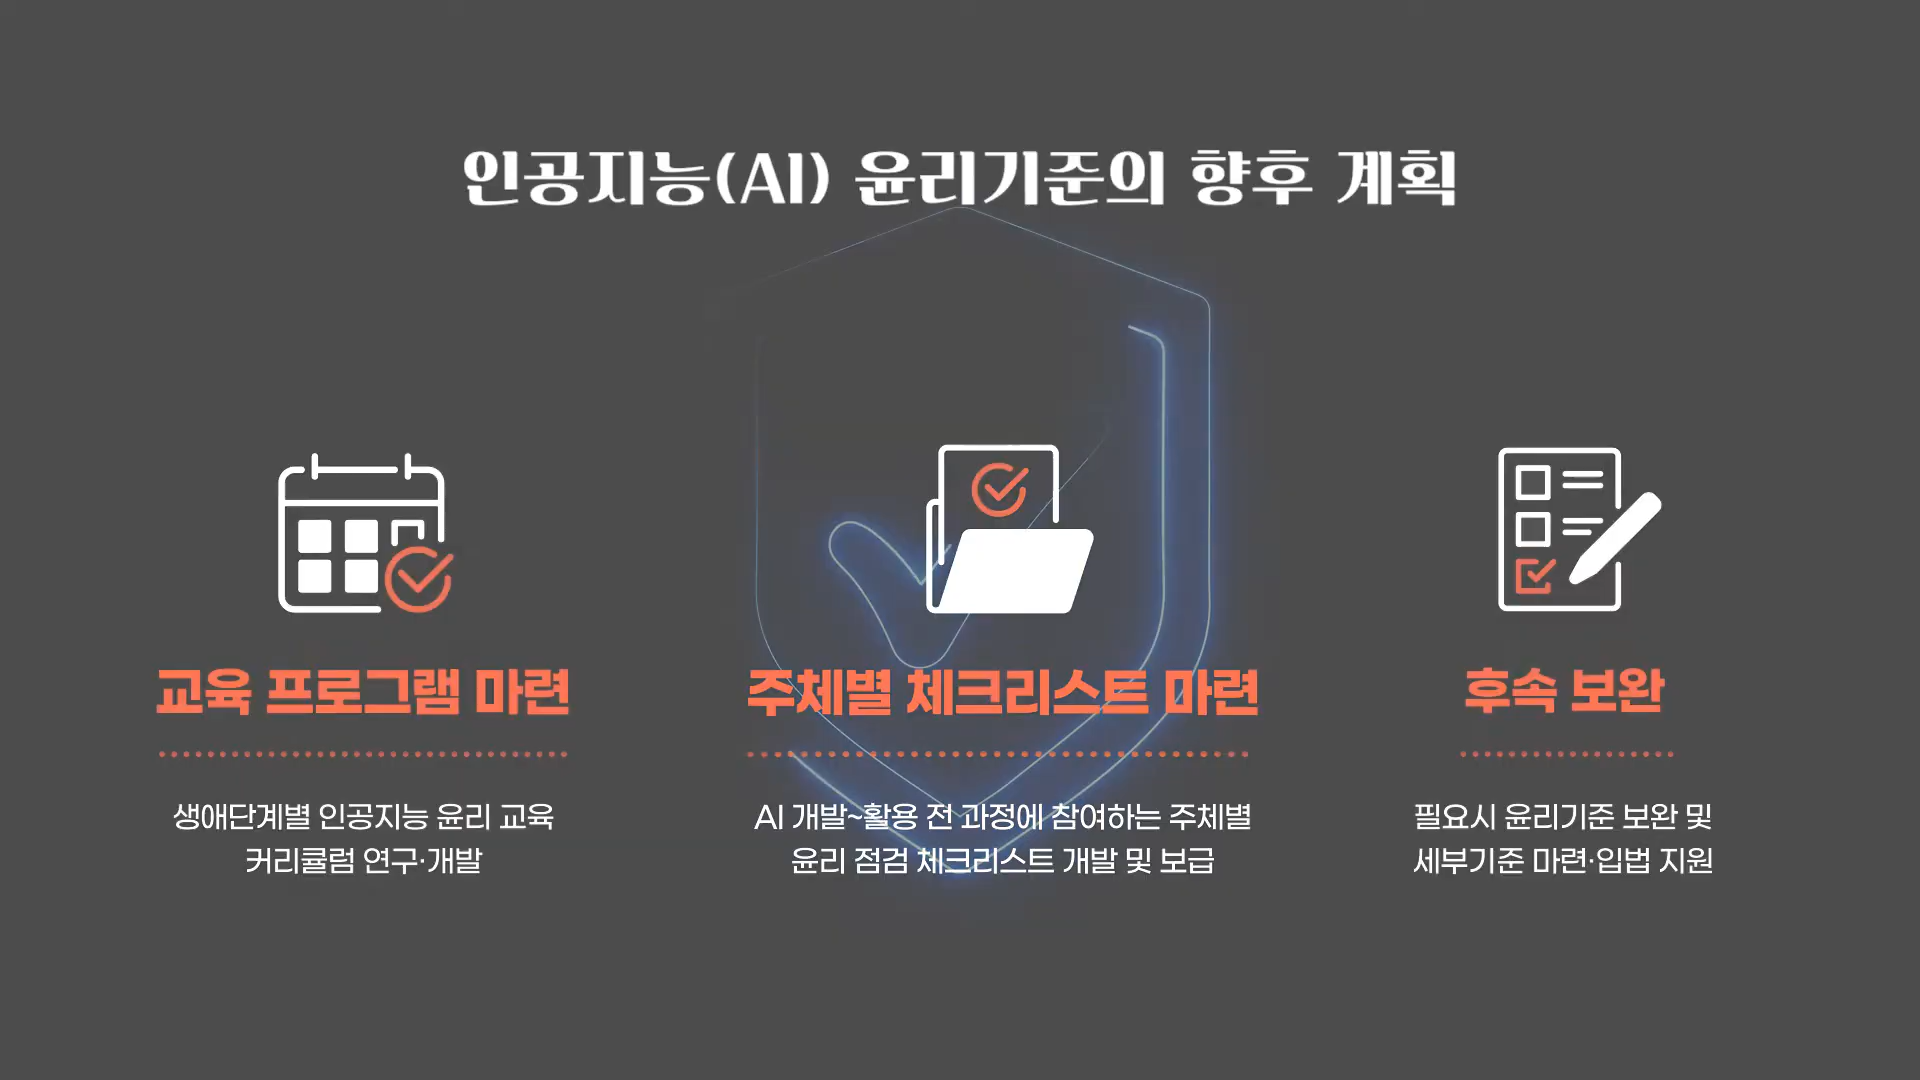 인공지능(AI) 윤리기준의 향후 계획
교육 프로그램 마련
생애단계별 인공지능 윤리 교육
커리큘럼 연구·개발
주체별 체크리스트 마련
AI 개발~활용 전 과정에 참여하는 주체별
윤리 점검 체크리스트 개발 및 보급
후속 보완
필요시 윤리기준 보완 및
세부기준 마련·입법 지원